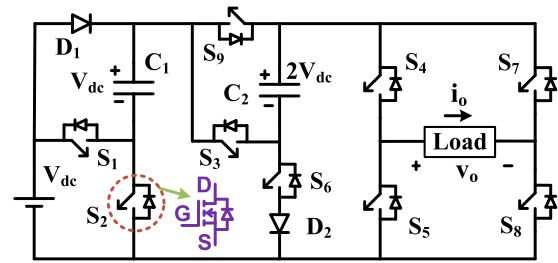 D1
C1
Vdc
+
-
S9
C2
+
-
2Vdc
S4
S7
io
Load
+
vo
-
S1
S3
Vdc
S2
D
G
S
S6
D2
S5
S8